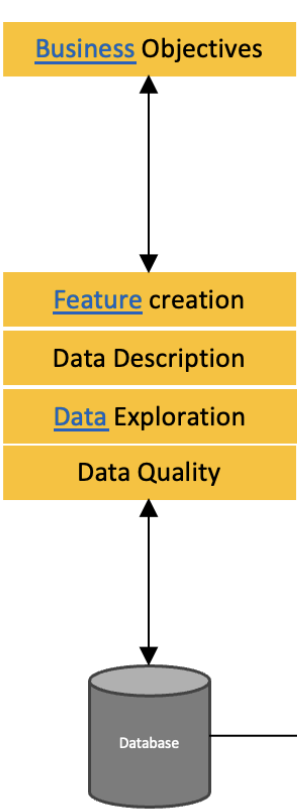 Business Objectives
Feature creation
Data Description
Data Exploration
Data Quality
Database